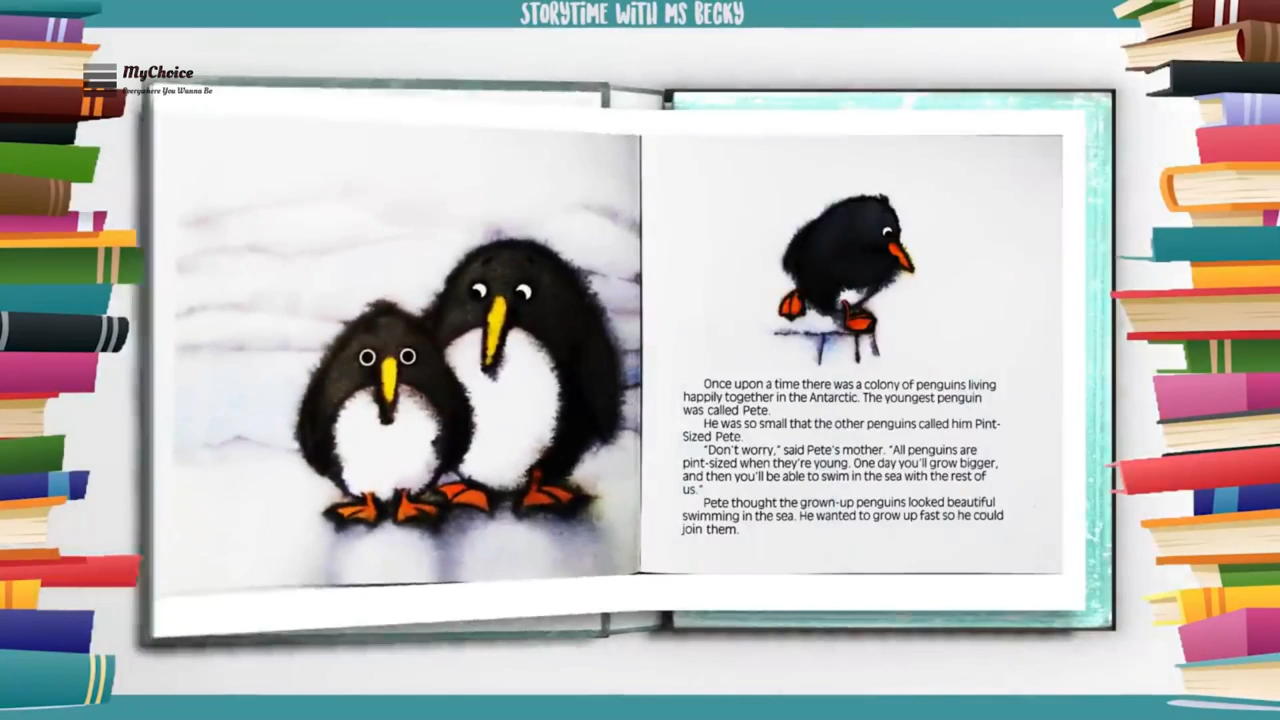 STORYTIME WITH MS BECKY
MyChoice
Everywhere You Wanna Be
Once upon a time there was a colony of penguins living
happily together in the Antarctic. The youngest penguin
was called Pete.
He was so small that the other penguins called him Pint-
Sized Pete.
“Don't worry,” said Pete's mother. “All penguins are
pint-sized when they're young. One day you'll grow bigger,
and then you'll be able to swim in the sea with the rest of
us.”
Pete thought the grown-up penguins looked beautiful
swimming in the sea. He wanted to grow up fast so he could
join them.